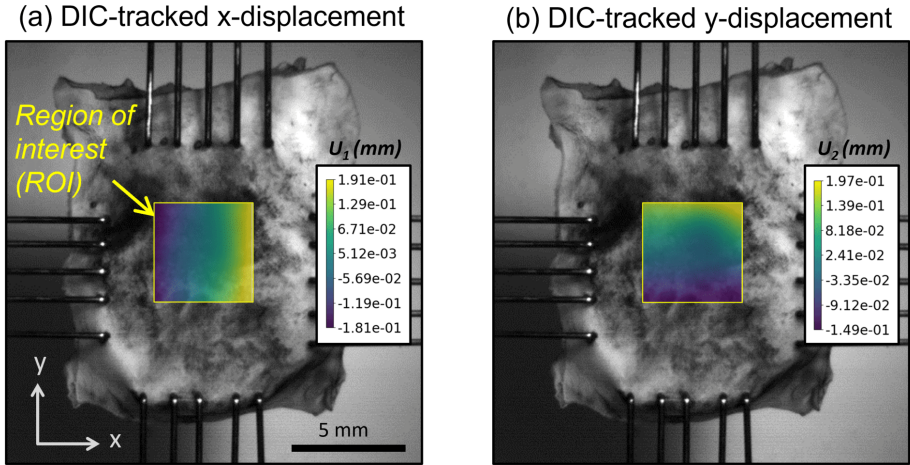 (a) DIC-tracked x-displacement
(b) DIC-tracked y-displacement
Region of
interest
(ROI)
U₁ (mm)
1.91e-01
1.29e-01
6.71e-02
5.12e-03
-5.69e-02
-1.19e-01
-1.81e-01
y
x
5 mm
U₂ (mm)
1.97e-01
1.39e-01
8.18e-02
2.41e-02
-3.35e-02
-9.12e-02
-1.49e-01